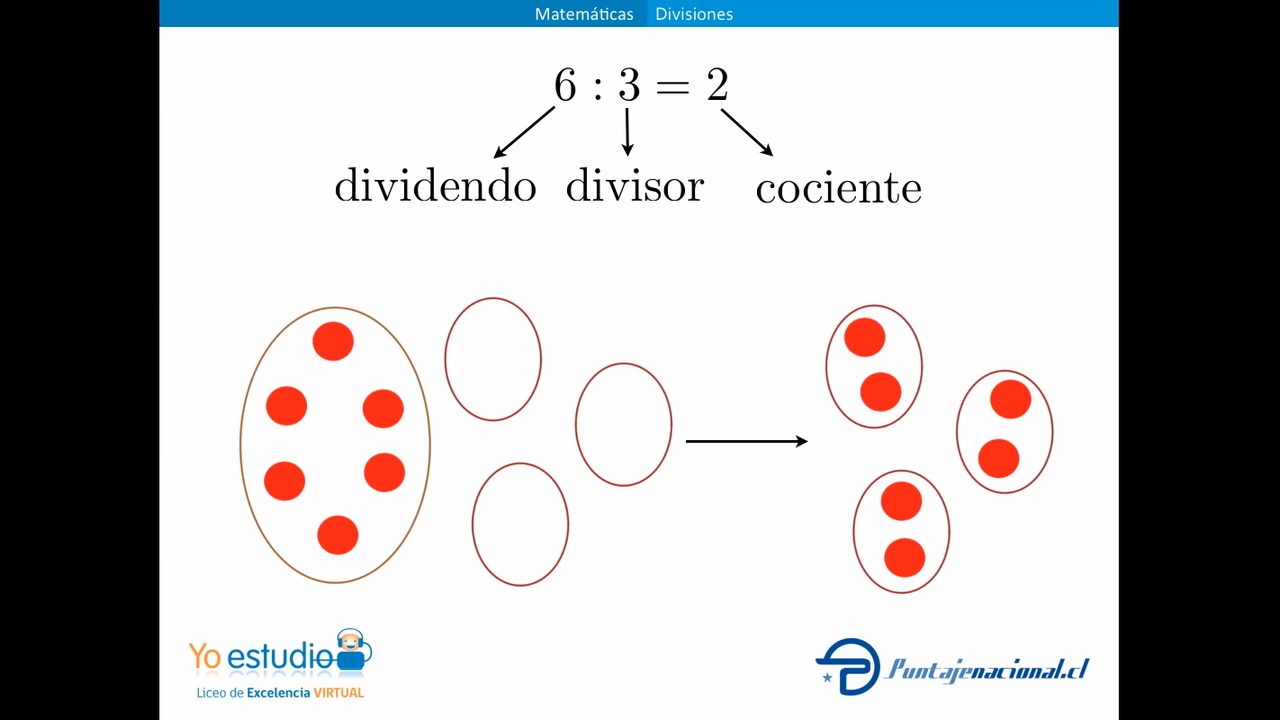 Matemáticas Divisiones
6 : 3 = 2
dividendo divisor cociente
Yo estudio
Liceo de Excelencia VIRTUAL
Puntajenacional.cl